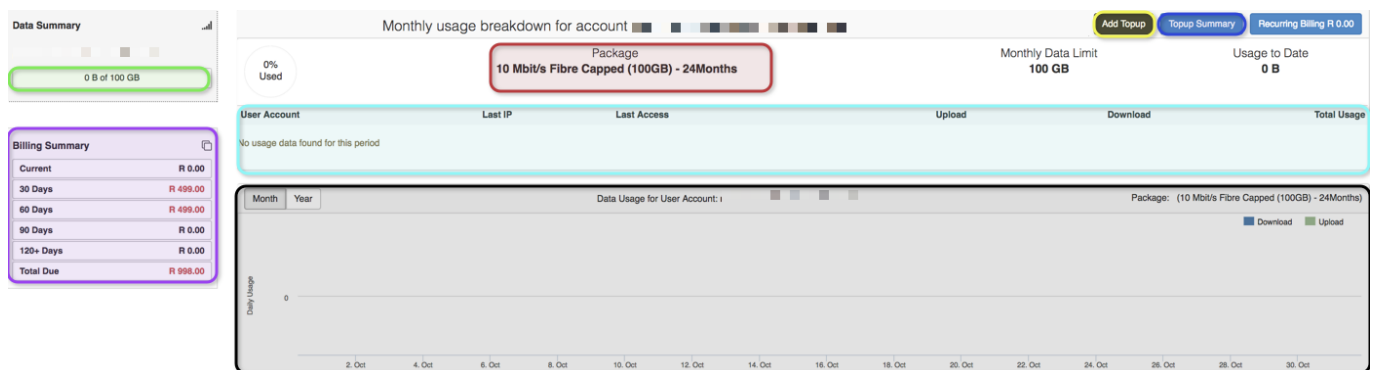 Data Summary
0 B of 100 GB
Billing Summary
Current R 0.00
30 Days R 499.00
60 Days R 499.00
90 Days R 0.00
120+ Days R 0.00
Total Due R 998.00
Monthly usage breakdown for account
Add Topup Topup Summary Recurring Billing R 0.00
0% Used
Package
10 Mbit/s Fibre Capped (100GB) - 24Months
Monthly Data Limit
100 GB
Usage to Date
0 B
User Account Last IP Last Access Upload Download Total Usage
No usage data found for this period
Month Year Data Usage for User Account: Package: (10 Mbit/s Fibre Capped (100GB) - 24Months)
Download Upload
Daily Usage
0
2. Oct 4. Oct 6. Oct 8. Oct 10. Oct 12. Oct 14. Oct 16. Oct 18. Oct 20. Oct 22. Oct 24. Oct 26. Oct 28. Oct 30. Oct